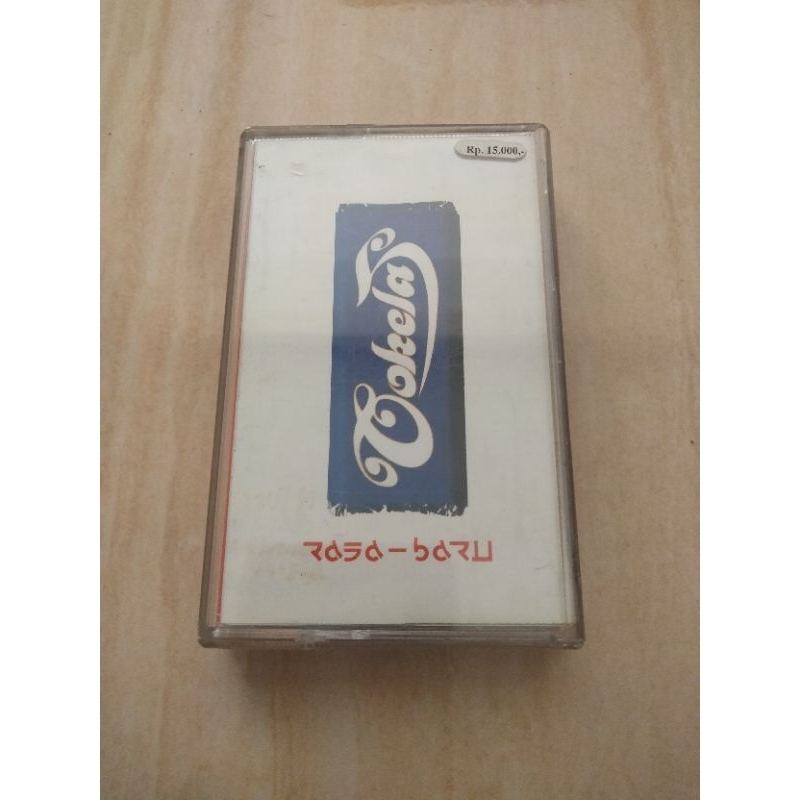 Rp. 15.000,-
Cokelat
rasa-baru